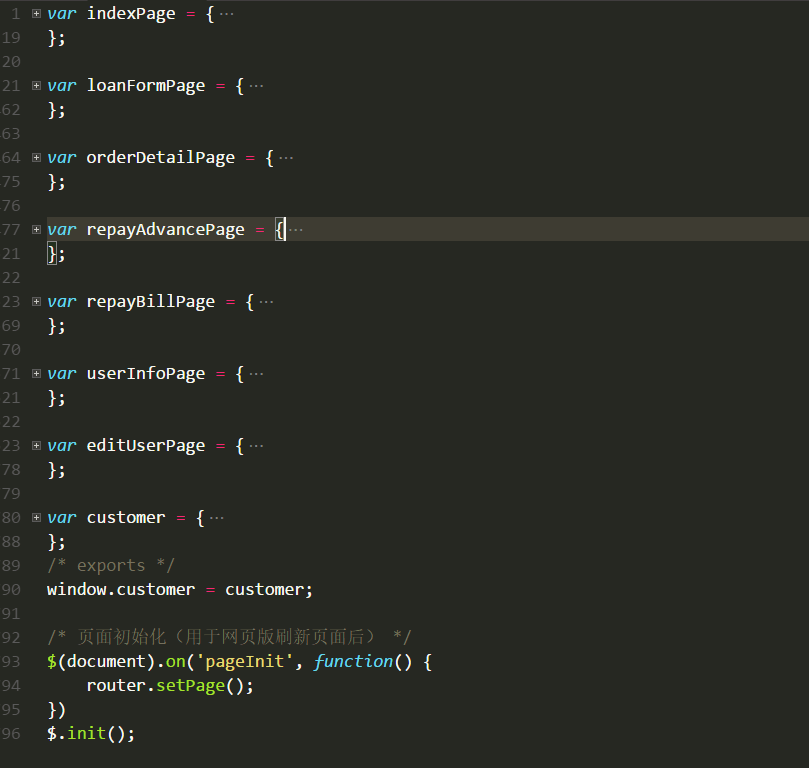 1 var indexPage = {···
19 };
20
21 var loanFormPage = {···
62 };
63
64 var orderDetailPage = {···
75 };
76
77 var repayAdvancePage = {···
21 };
22
23 var repayBillPage = {···
69 };
70
71 var userInfoPage = {···
21 };
22
23 var editUserPage = {···
78 };
79
80 var customer = {···
88 };
89 /* exports */
90 window.customer = customer;
91
92 /* 页面初始化（用于网页版刷新页面后） */
93 $(document).on('pageInit', function() {
94 router.setPage();
95 })
96 $.init();